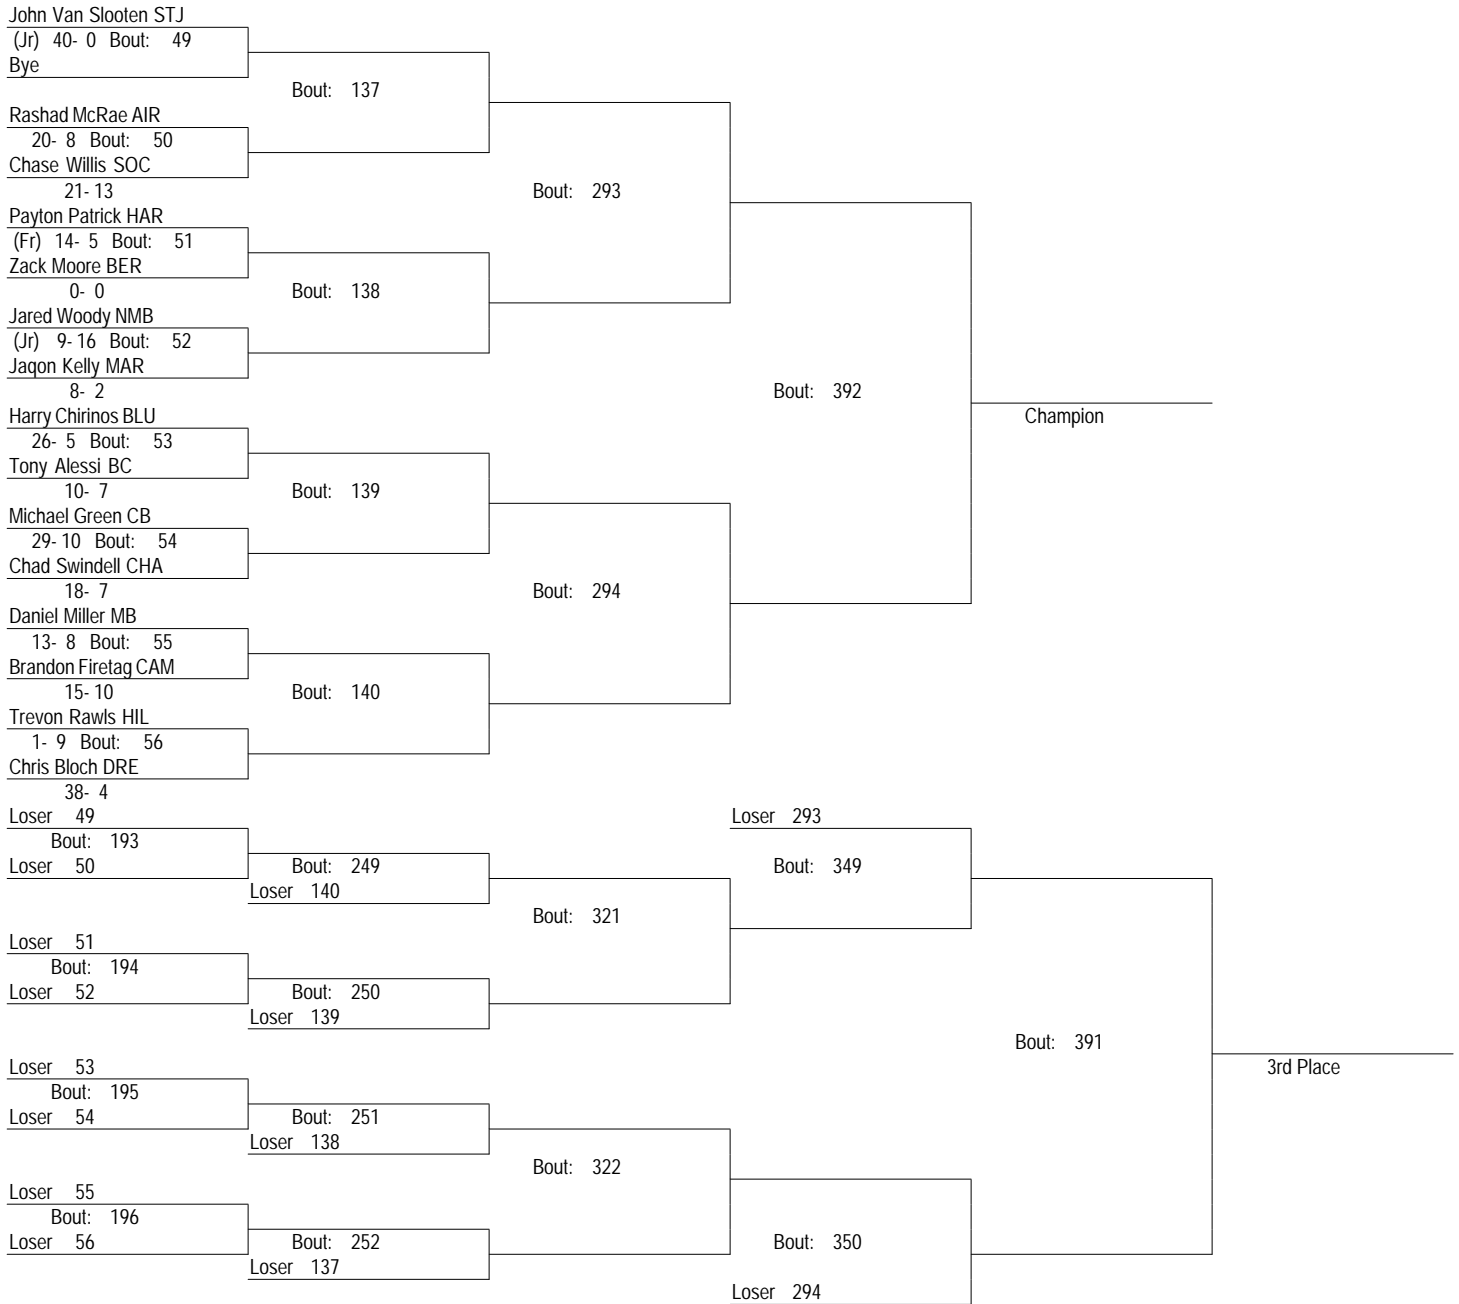 John Van Slooten STJ
(Jr) 40- 0 Bout: 49
Bye
Bout: 137
Rashad McRae AIR
20- 8 Bout: 50
Chase Willis SOC
21- 13
Bout: 293
Payton Patrick HAR
(Fr) 14- 5 Bout: 51
Zack Moore BER
0- 0
Bout: 138
Jared Woody NMB
(Jr) 9- 16 Bout: 52
Jaqon Kelly MAR
8- 2
Bout: 392
Harry Chirinos BLU
Champion
26- 5 Bout: 53
Tony Alessi BC
10- 7
Bout: 139
Michael Green CB
29- 10 Bout: 54
Chad Swindell CHA
18- 7
Bout: 294
Daniel Miller MB
13- 8 Bout: 55
Brandon Firetag CAM
15- 10
Bout: 140
Trevon Rawls HIL
1- 9 Bout: 56
Chris Bloch DRE
38- 4
Loser 49
Loser 293
Bout: 193
Loser 50
Bout: 249
Bout: 349
Loser 140
Bout: 321
Loser 51
Bout: 194
Loser 52
Bout: 250
Loser 139
Bout: 391
Loser 53
3rd Place
Bout: 195
Loser 54
Bout: 251
Loser 138
Bout: 322
Loser 55
Bout: 196
Loser 56
Bout: 252
Bout: 350
Loser 137
Loser 294